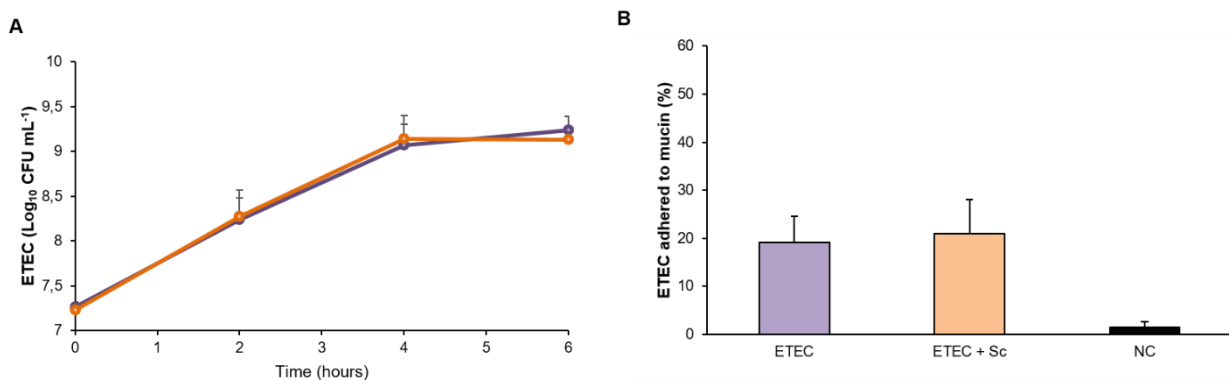 A
ETEC (Log₁₀ CFU mL⁻¹)
10
9,5
9
8,5
8
7,5
7
0 1 2 3 4 5 6
Time (hours)
B
ETEC adhered to mucin (%)
60
50
40
30
20
10
0
ETEC ETEC + Sc NC